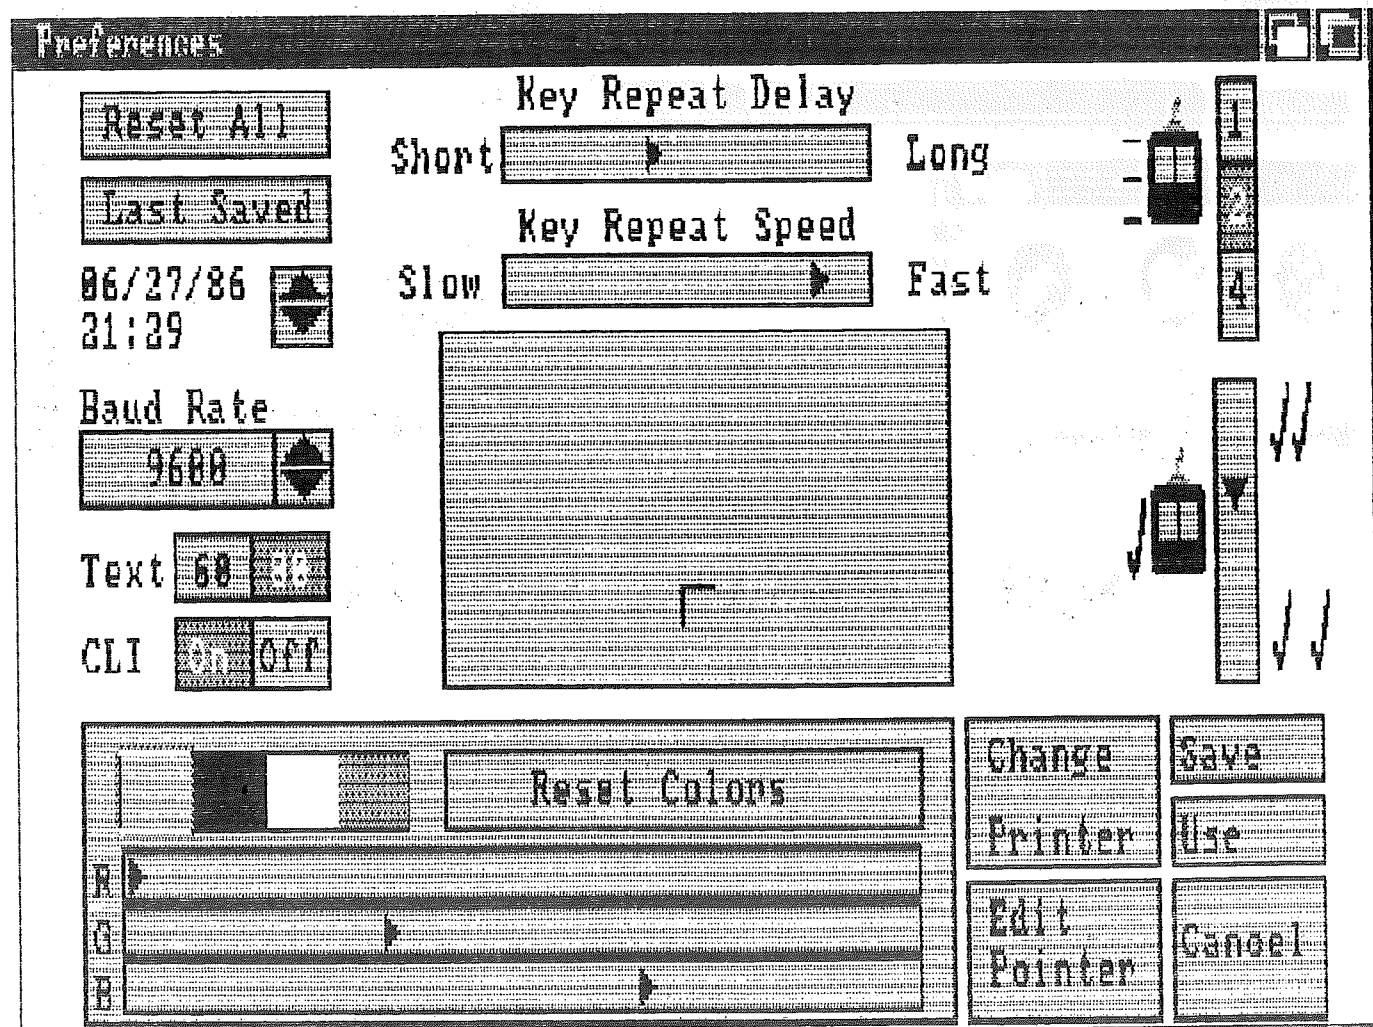 Preferences
Reset All
Last Saved
06/27/86
21:29
Baud Rate
9600
Text 60 80
CLI On Off
Key Repeat Delay
Short Long
Key Repeat Speed
Slow Fast
1
2
4
Reset Colors
R
G
B
Change
Printer
Edit
Pointer
Save
Use
Cancel